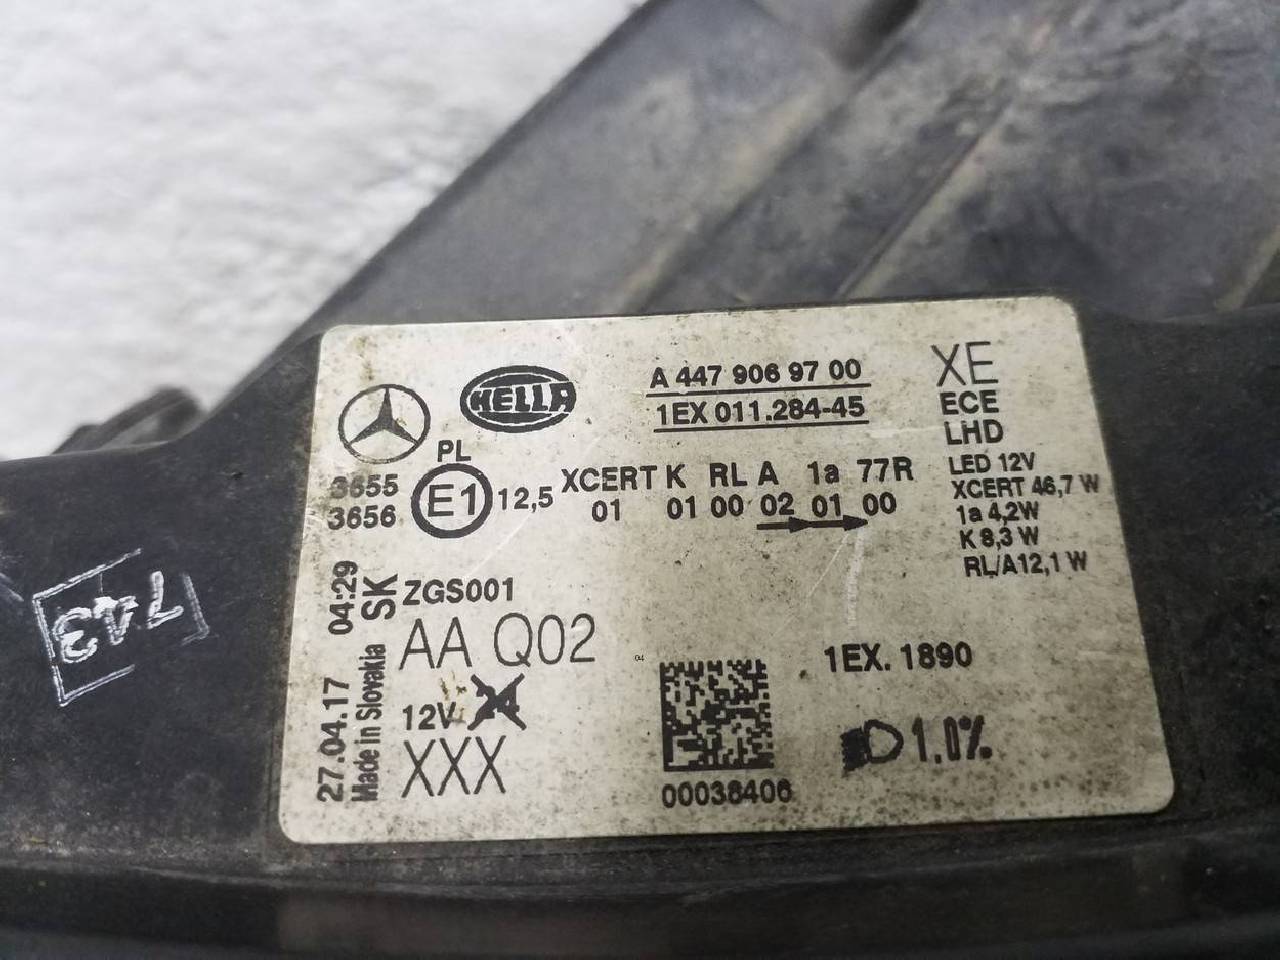 HELLA
A 447 906 97 00
1EX 011.284-45
XE
ECE
LHD
LED 12V
XCERT 46,7 W
1a 4,2W
K 8,3 W
RL/A12,1 W
PL
3655
3656
E1
12,5
XCERT K RL A 1a 77R
01 01 00 02 01 00
27.04.17 04:29
Made in Slovakia SK
ZGS001
AA Q02
12V
XXX
00038406
1EX. 1890
1.0%
743